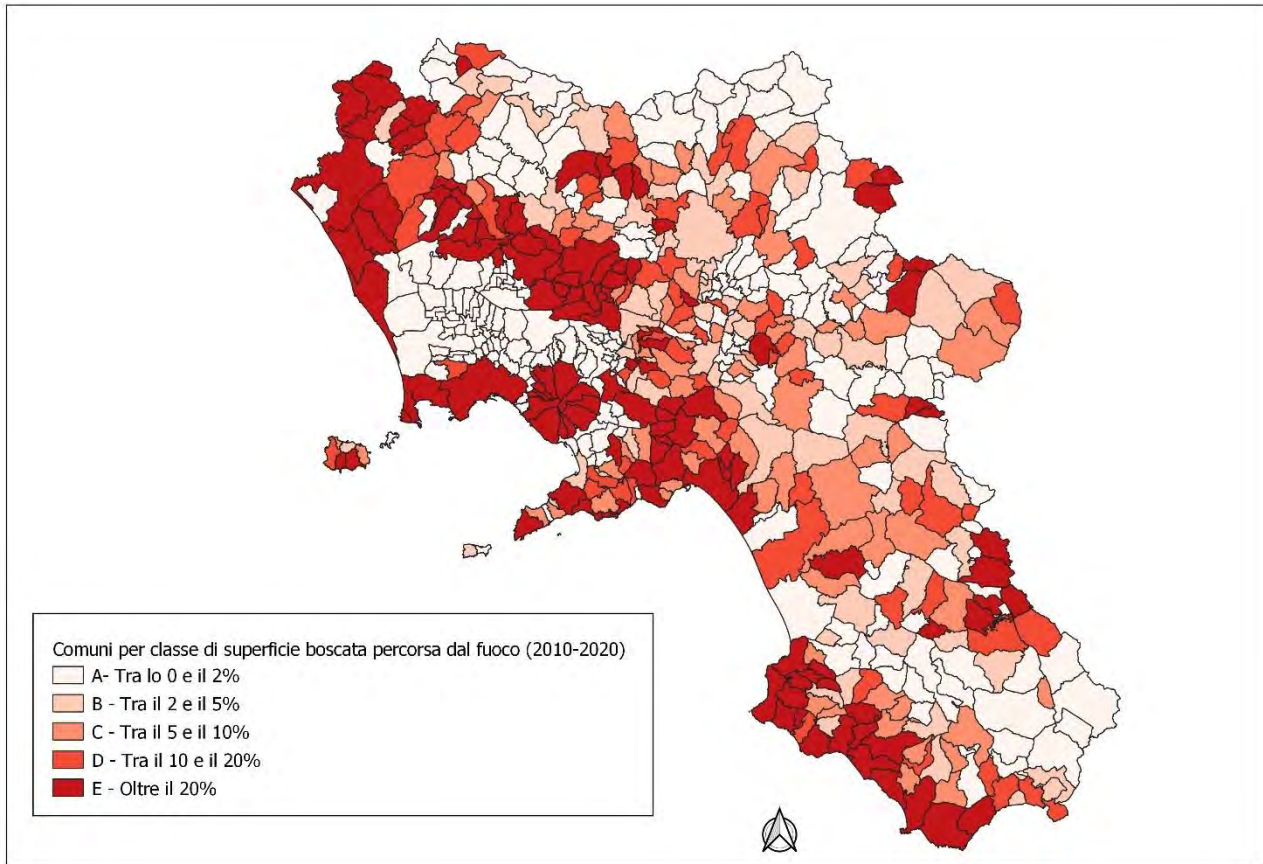 Comuni per classe di superficie boscata percorsa dal fuoco (2010-2020)
A- Tra lo 0 e il 2%
B - Tra il 2 e il 5%
C - Tra il 5 e il 10%
D - Tra il 10 e il 20%
E - Oltre il 20%